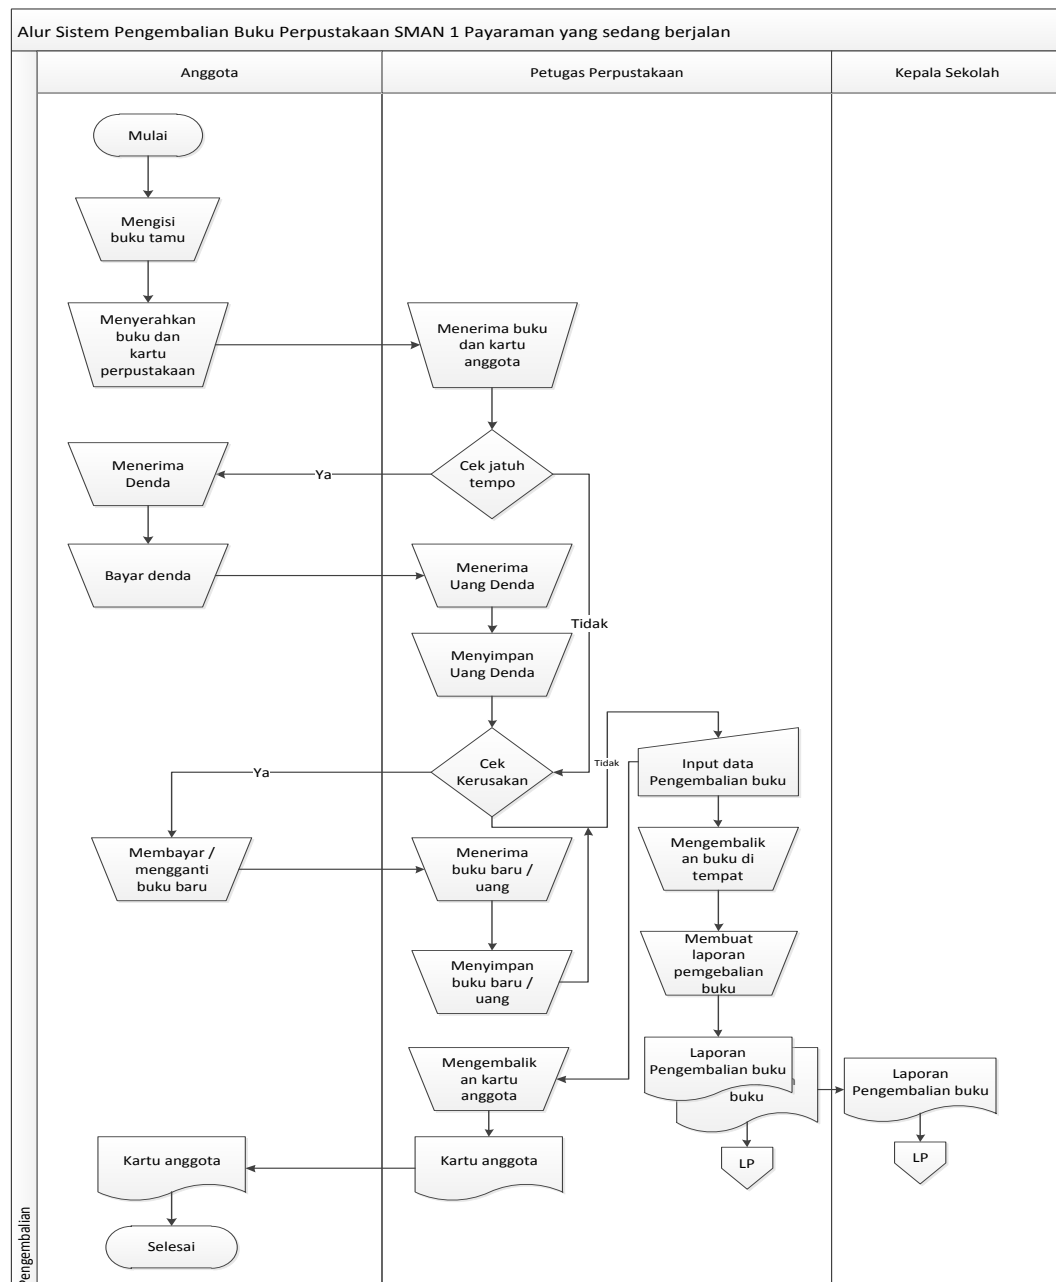 Alur Sistem Pengembalian Buku Perpustakaan SMAN 1 Payaraman yang sedang berjalan
Anggota
Petugas Perpustakaan
Kepala Sekolah
Mulai
Mengisi
buku tamu
Menyerahkan
buku dan
kartu
perpustakaan
Menerima buku
dan kartu
anggota
Cek jatuh
tempo
Ya
Menerima
Denda
Bayar denda
Menerima
Uang Denda
Tidak
Menyimpan
Uang Denda
Cek
Kerusakan
Ya
Tidak
Input data
Pengembalian buku
Membayar /
mengganti
buku baru
Menerima
buku baru /
uang
Mengembalik
an buku di
tempat
Menyimpan
buku baru /
uang
Membuat
laporan
pemgebalian
buku
Mengembalik
an kartu
anggota
Laporan
Pengembalian buku
buku
Laporan
Pengembalian buku
Kartu anggota
Kartu anggota
LP
LP
Selesai
Pengembalian